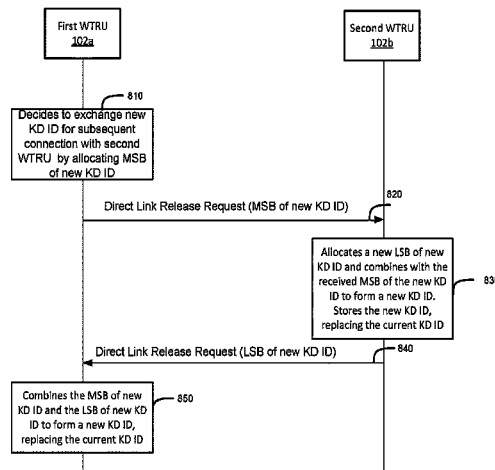 First WTRU
102a
Second WTRU
102b
810
Decides to exchange new
KD ID for subsequent
connection with second
WTRU by allocating MSB
of new KD ID
820
Direct Link Release Request (MSB of new KD ID)
Allocates a new LSB of new
KD ID and combines with the
received MSB of the new KD
ID to form a new KD ID.
Stores the new KD ID,
replacing the current KD ID
830
Direct Link Release Request (LSB of new KD ID)
840
Combines the MSB of new
KD ID and the LSB of new KD
ID to form a new KD ID,
replacing the current KD ID
850